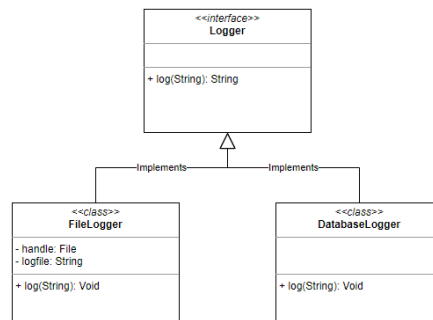 <<interface>>
Logger
+ log(String): String
Implements
Implements
<<class>>
FileLogger
- handle: File
- logfile: String
+ log(String): Void
<<class>>
DatabaseLogger
+ log(String): Void